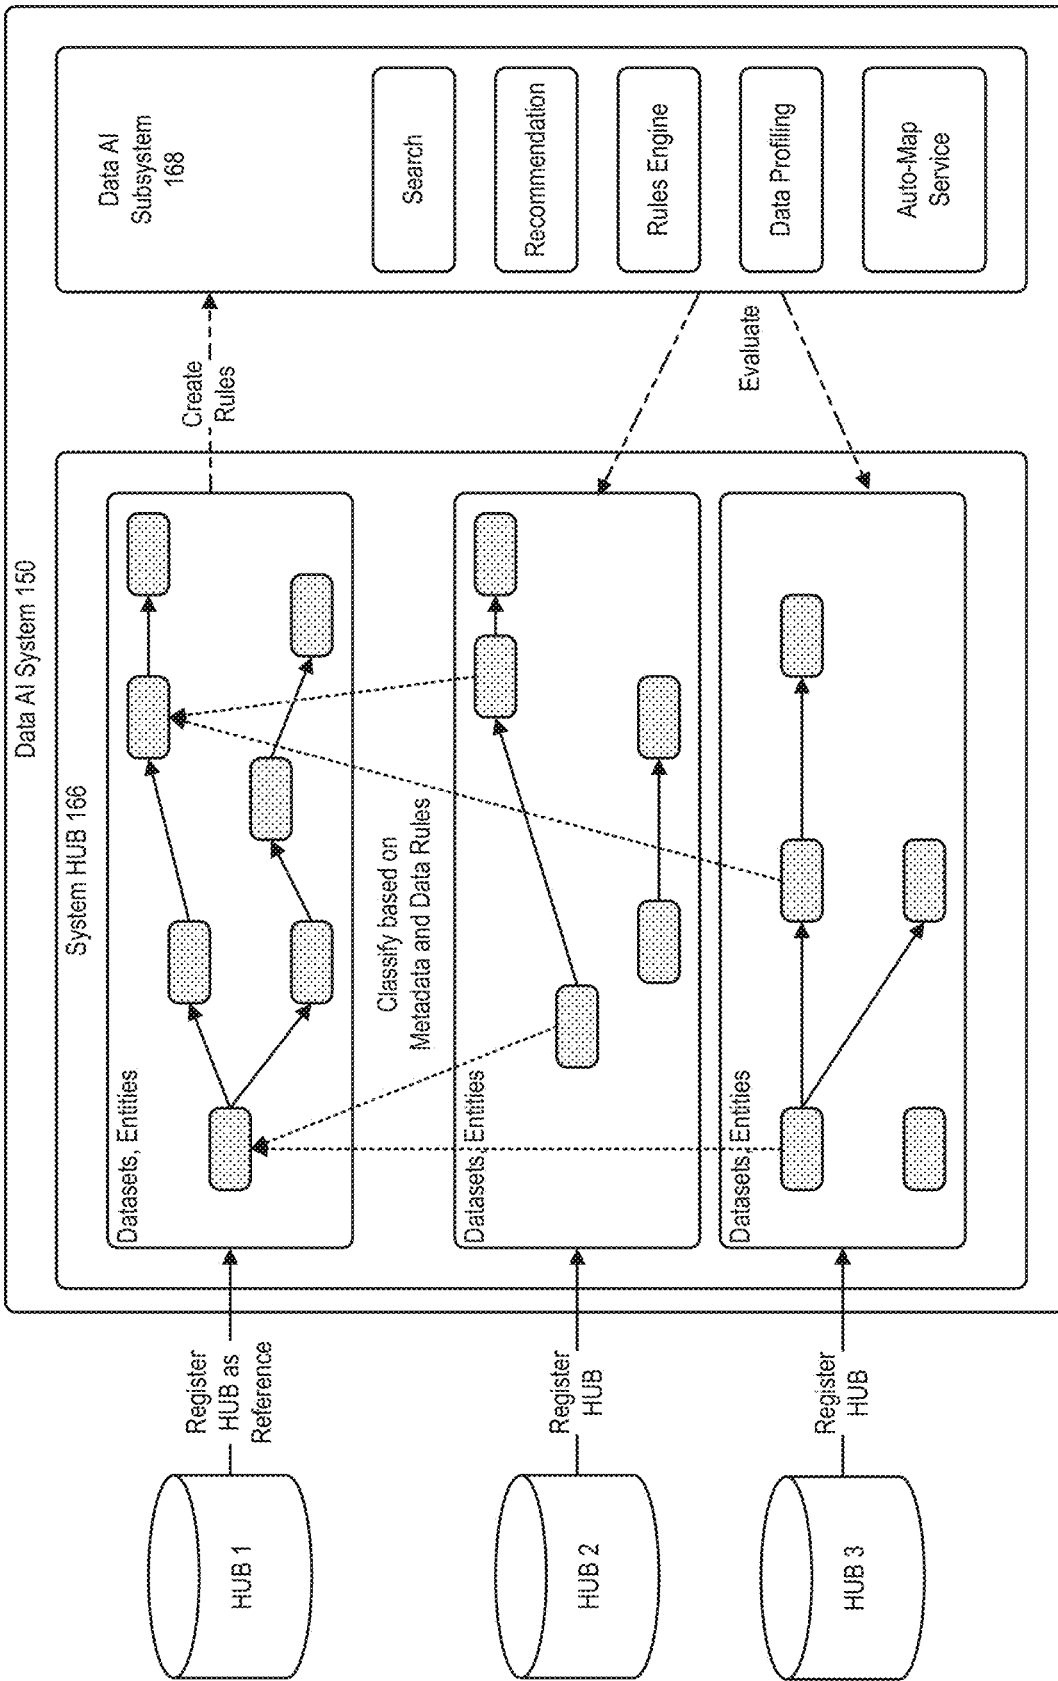 Data AI System 150
System HUB 166
Data AI
Subsystem
168
HUB 1
Register
HUB as
Reference
Datasets, Entities
Create
Rules
Search
Recommendation
Rules Engine
Data Profiling
Auto-Map
Service
Classify based on
Metadata and Data Rules
HUB 2
Register
HUB
Datasets, Entities
Evaluate
HUB 3
Register
HUB
Datasets, Entities